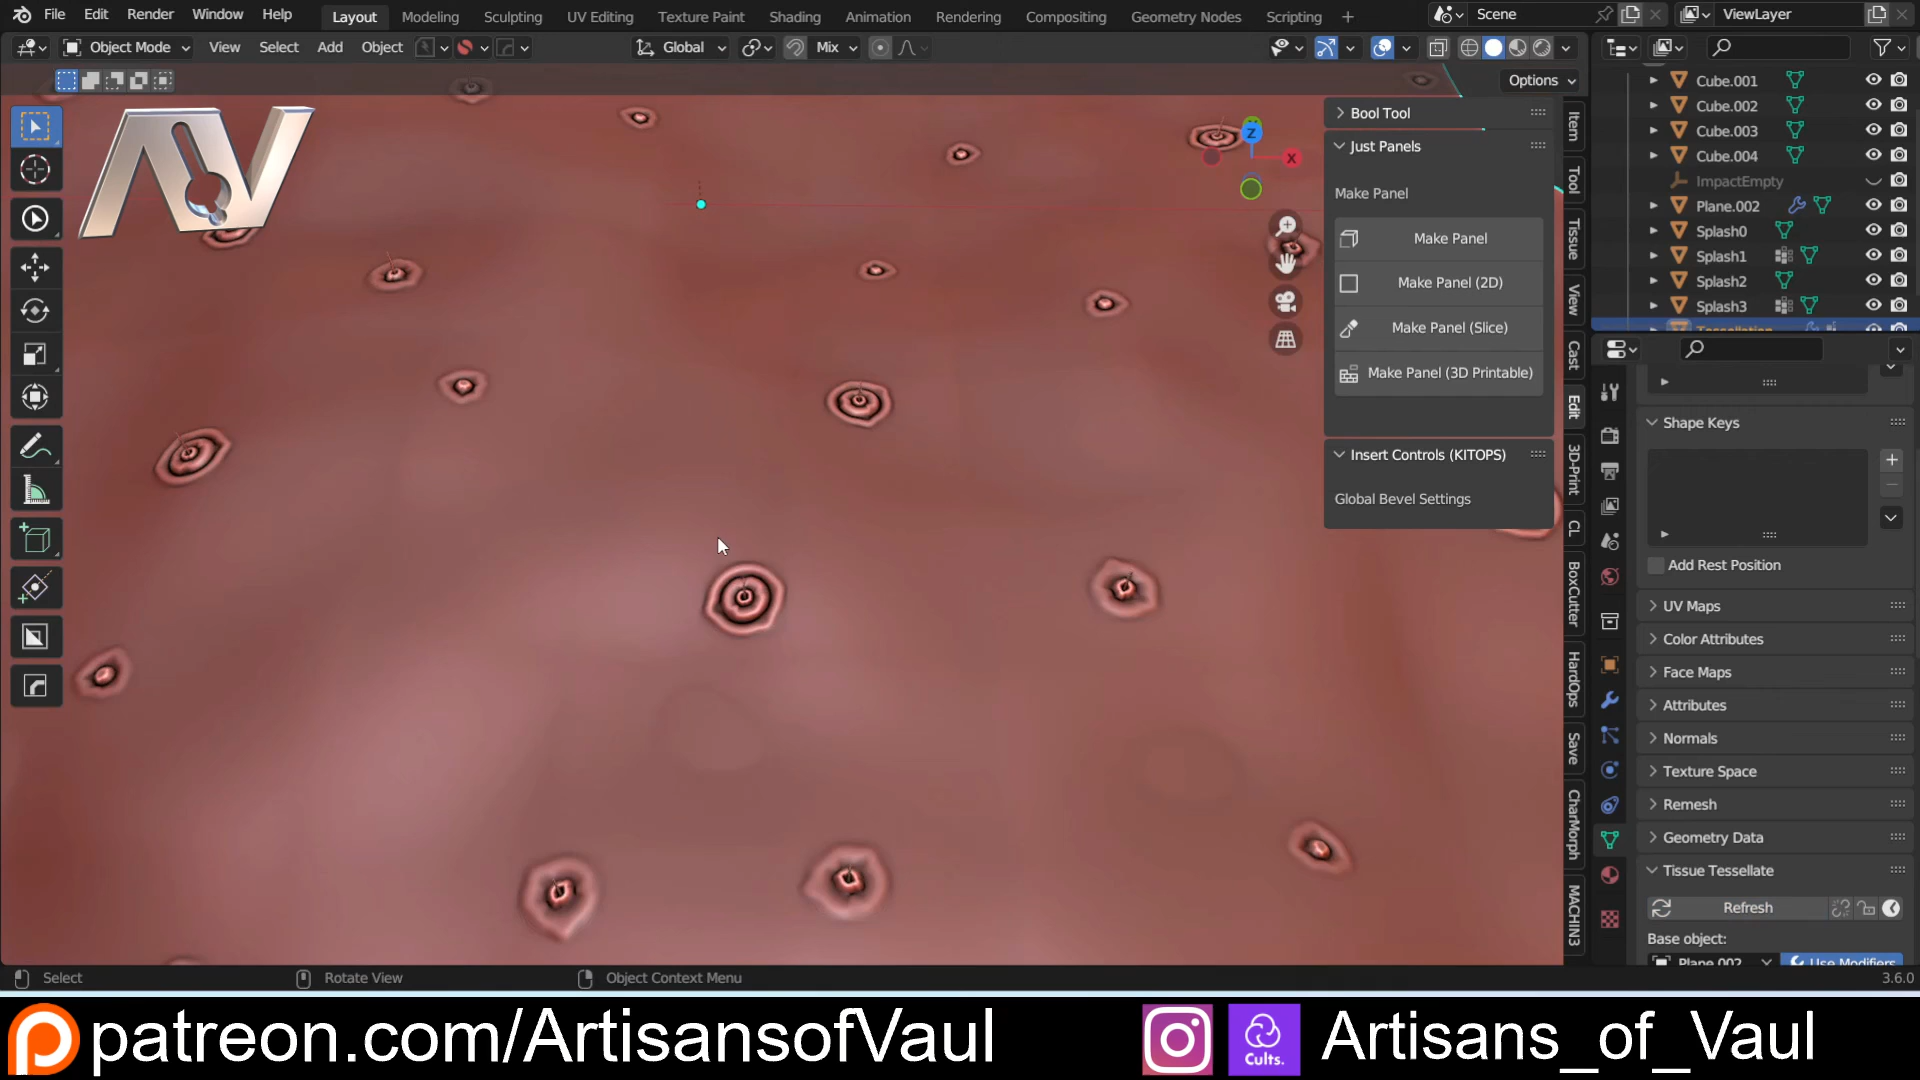 File Edit Render Window Help Layout Modeling Sculpting UV Editing Texture Paint Shading Animation Rendering Compositing Geometry Nodes Scripting + Scene ViewLayer
Object Mode View Select Add Object Global Mix
Options
AV
Bool Tool
Just Panels
Make Panel
Make Panel
Make Panel (2D)
Make Panel (Slice)
Make Panel (3D Printable)
Insert Controls (KITOPS)
Global Bevel Settings
Z
X
Item
Tool
Tissue
View
Cast
Edit
3D-Print
CL
BoxCutter
HardOps
Save
CharMorph
MACHIN3
Cube.001
Cube.002
Cube.003
Cube.004
ImpactEmpty
Plane.002
Splash0
Splash1
Splash2
Splash3
Tessellation
Shape Keys
Add Rest Position
UV Maps
Color Attributes
Face Maps
Attributes
Normals
Texture Space
Remesh
Geometry Data
Tissue Tessellate
Refresh
Base object:
Plane.002 Use Modifiers
Select Rotate View Object Context Menu 3.6.0
patreon.com/ArtisansofVaul Cults. Artisans_of_Vaul